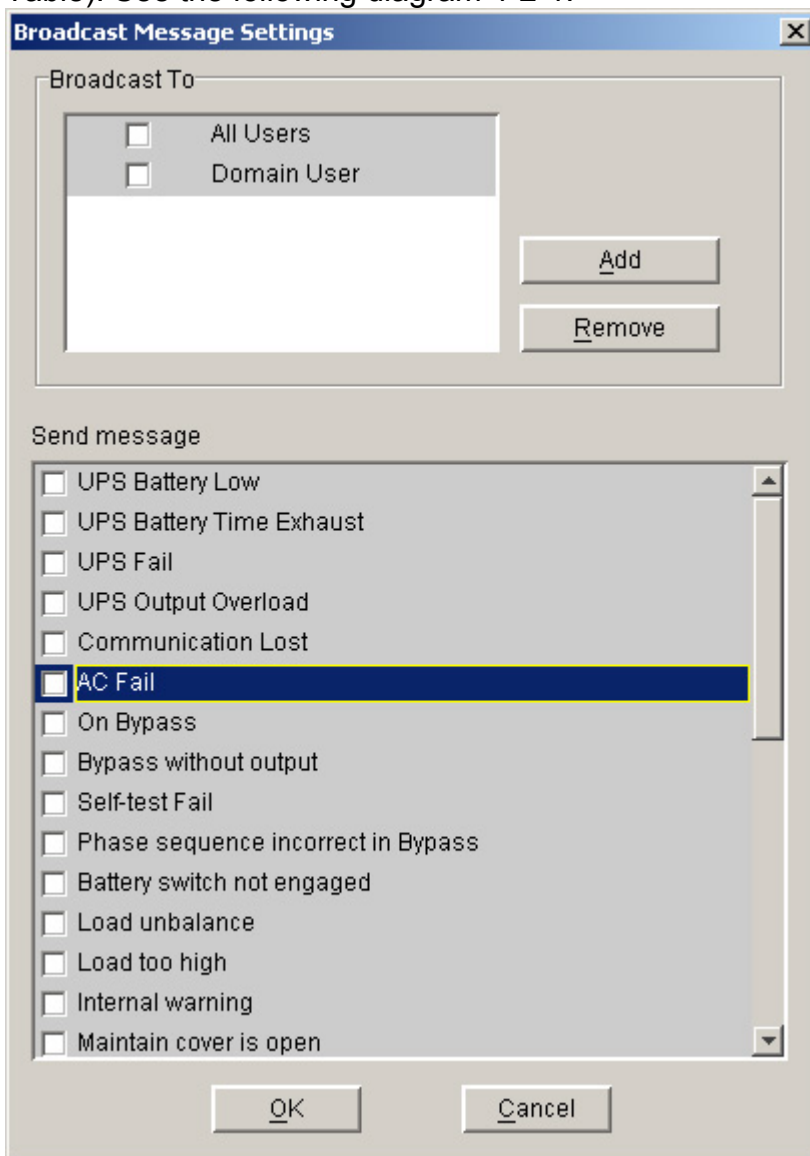 Table). See the following diagram 4-2-4:
Broadcast Message Settings
Broadcast To
All Users
Domain User
Add
Remove
Send message
UPS Battery Low
UPS Battery Time Exhaust
UPS Fail
UPS Output Overload
Communication Lost
AC Fail
On Bypass
Bypass without output
Self-test Fail
Phase sequence incorrect in Bypass
Battery switch not engaged
Load unbalance
Load too high
Internal warning
Maintain cover is open
OK
Cancel